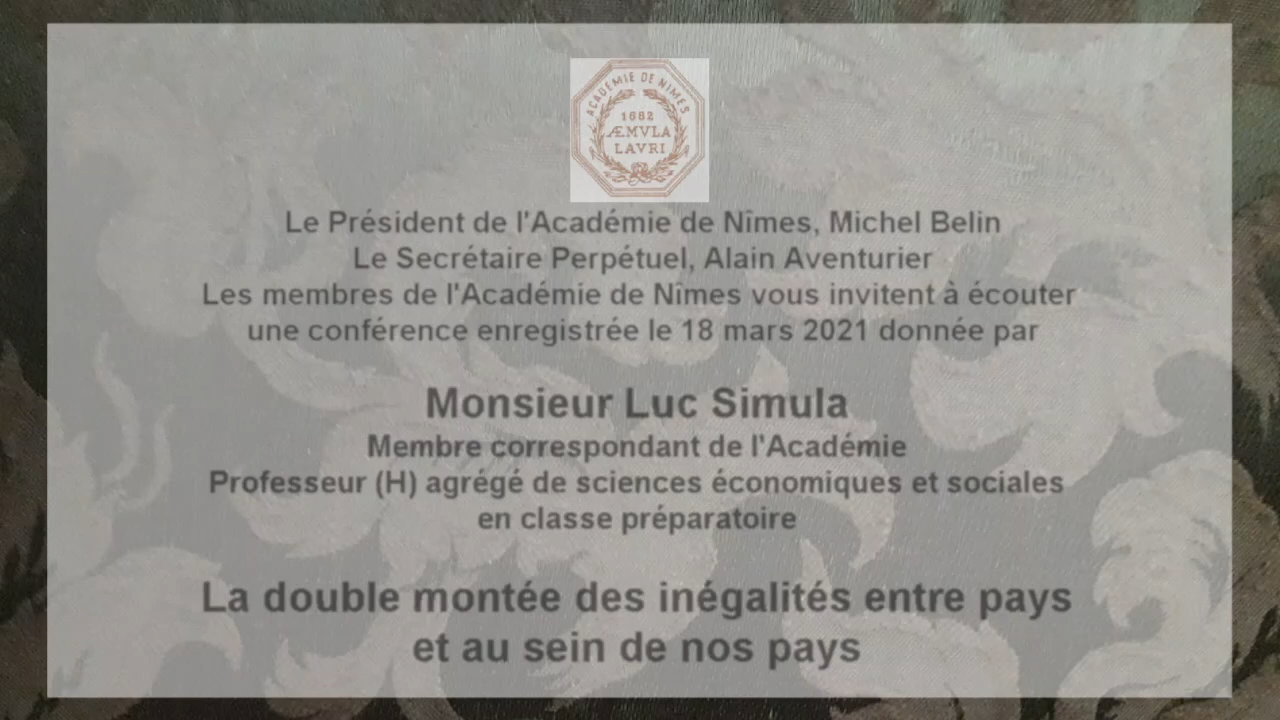 ACADÉMIE DE NÎMES
1682
ÆMVLA
LAVRI
Le Président de l'Académie de Nîmes, Michel Belin
Le Secrétaire Perpétuel, Alain Aventurier
Les membres de l'Académie de Nîmes vous invitent à écouter
une conférence enregistrée le 18 mars 2021 donnée par
Monsieur Luc Simula
Membre correspondant de l'Académie
Professeur (H) agrégé de sciences économiques et sociales
en classe préparatoire
La double montée des inégalités entre pays
et au sein de nos pays